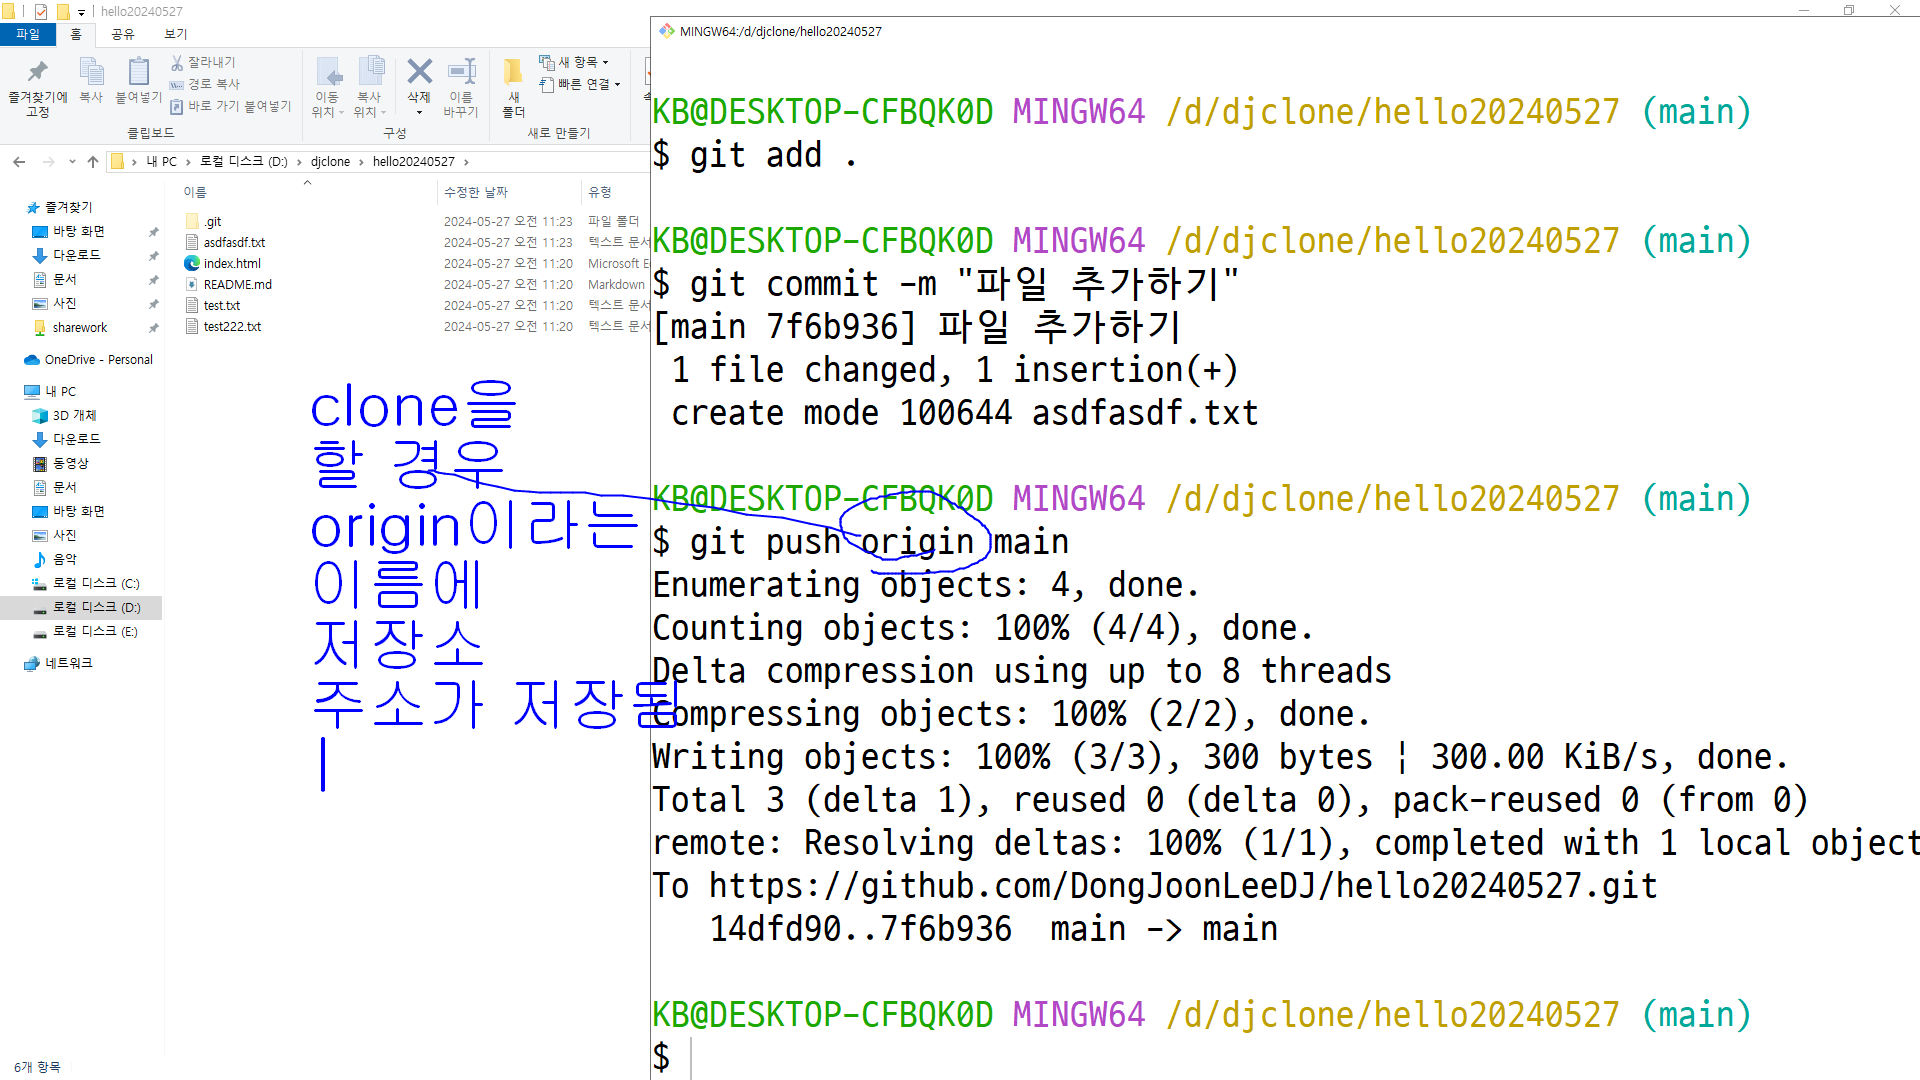 hello20240527
파일
홈
공유
보기
즐겨찾기에 고정
복사
붙여넣기
잘라내기
경로 복사
바로 가기 붙여넣기
클립보드
이동 위치
복사 위치
삭제
이름 바꾸기
구성
새 폴더
새 항목
빠른 연결
새로 만들기
내 PC > 로컬 디스크 (D:) > djclone > hello20240527 >
즐겨찾기
바탕 화면
다운로드
문서
사진
sharework
OneDrive - Personal
내 PC
3D 개체
다운로드
동영상
문서
바탕 화면
사진
음악
로컬 디스크 (C:)
로컬 디스크 (D:)
로컬 디스크 (E:)
네트워크
6개 항목
이름 수정한 날짜 유형
.git 2024-05-27 오전 11:23 파일 폴더
asdfasdf.txt 2024-05-27 오전 11:23 텍스트 문서
index.html 2024-05-27 오전 11:20 Microsoft E
README.md 2024-05-27 오전 11:20 Markdown
test.txt 2024-05-27 오전 11:20 텍스트 문서
test222.txt 2024-05-27 오전 11:20 텍스트 문서
clone을
할 경우
origin이라는
이름에
저장소
주소가 저장됨
MINGW64:/d/djclone/hello20240527
KB@DESKTOP-CFBQK0D MINGW64 /d/djclone/hello20240527 (main)
$ git add .
KB@DESKTOP-CFBQK0D MINGW64 /d/djclone/hello20240527 (main)
$ git commit -m "파일 추가하기"
[main 7f6b936] 파일 추가하기
1 file changed, 1 insertion(+)
create mode 100644 asdfasdf.txt
KB@DESKTOP-CFBQK0D MINGW64 /d/djclone/hello20240527 (main)
$ git push origin main
Enumerating objects: 4, done.
Counting objects: 100% (4/4), done.
Delta compression using up to 8 threads
Compressing objects: 100% (2/2), done.
Writing objects: 100% (3/3), 300 bytes ¦ 300.00 KiB/s, done.
Total 3 (delta 1), reused 0 (delta 0), pack-reused 0 (from 0)
remote: Resolving deltas: 100% (1/1), completed with 1 local object
To https://github.com/DongJoonLeeDJ/hello20240527.git
14dfd90..7f6b936 main -> main
KB@DESKTOP-CFBQK0D MINGW64 /d/djclone/hello20240527 (main)
$